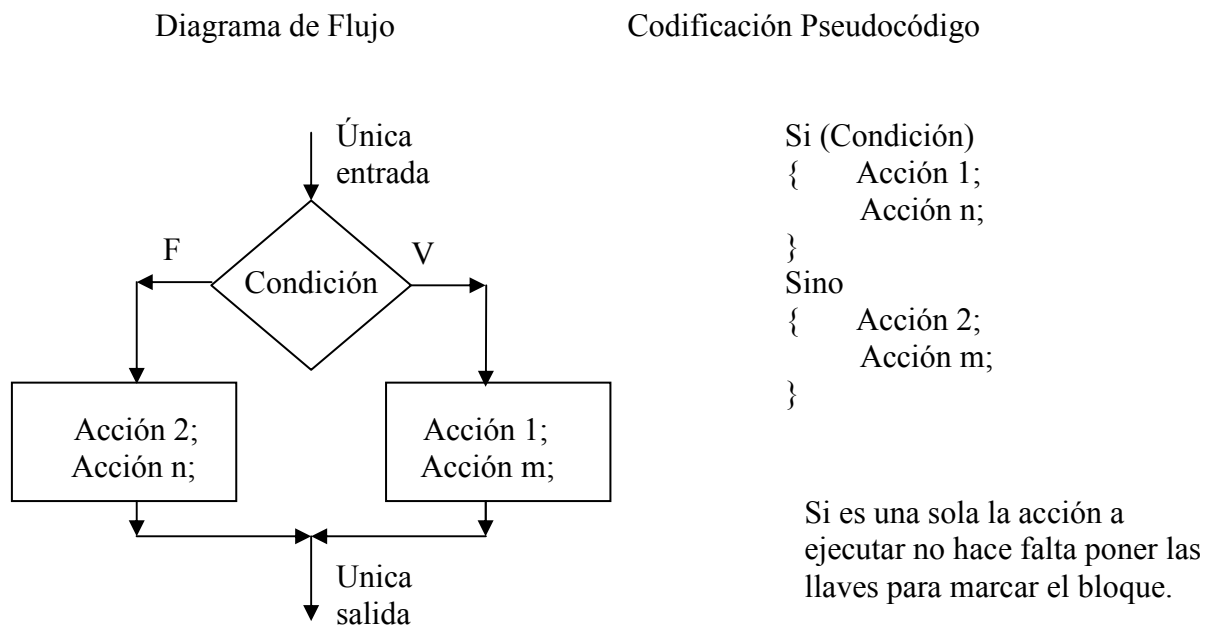 Diagrama de Flujo
Codificación Pseudocódigo
Única
entrada
F
V
Condición
Acción 2;
Acción n;
Acción 1;
Acción m;
Unica
salida
Si (Condición)
{ Acción 1;
Acción n;
}
Sino
{ Acción 2;
Acción m;
}
Si es una sola la acción a
ejecutar no hace falta poner las
llaves para marcar el bloque.